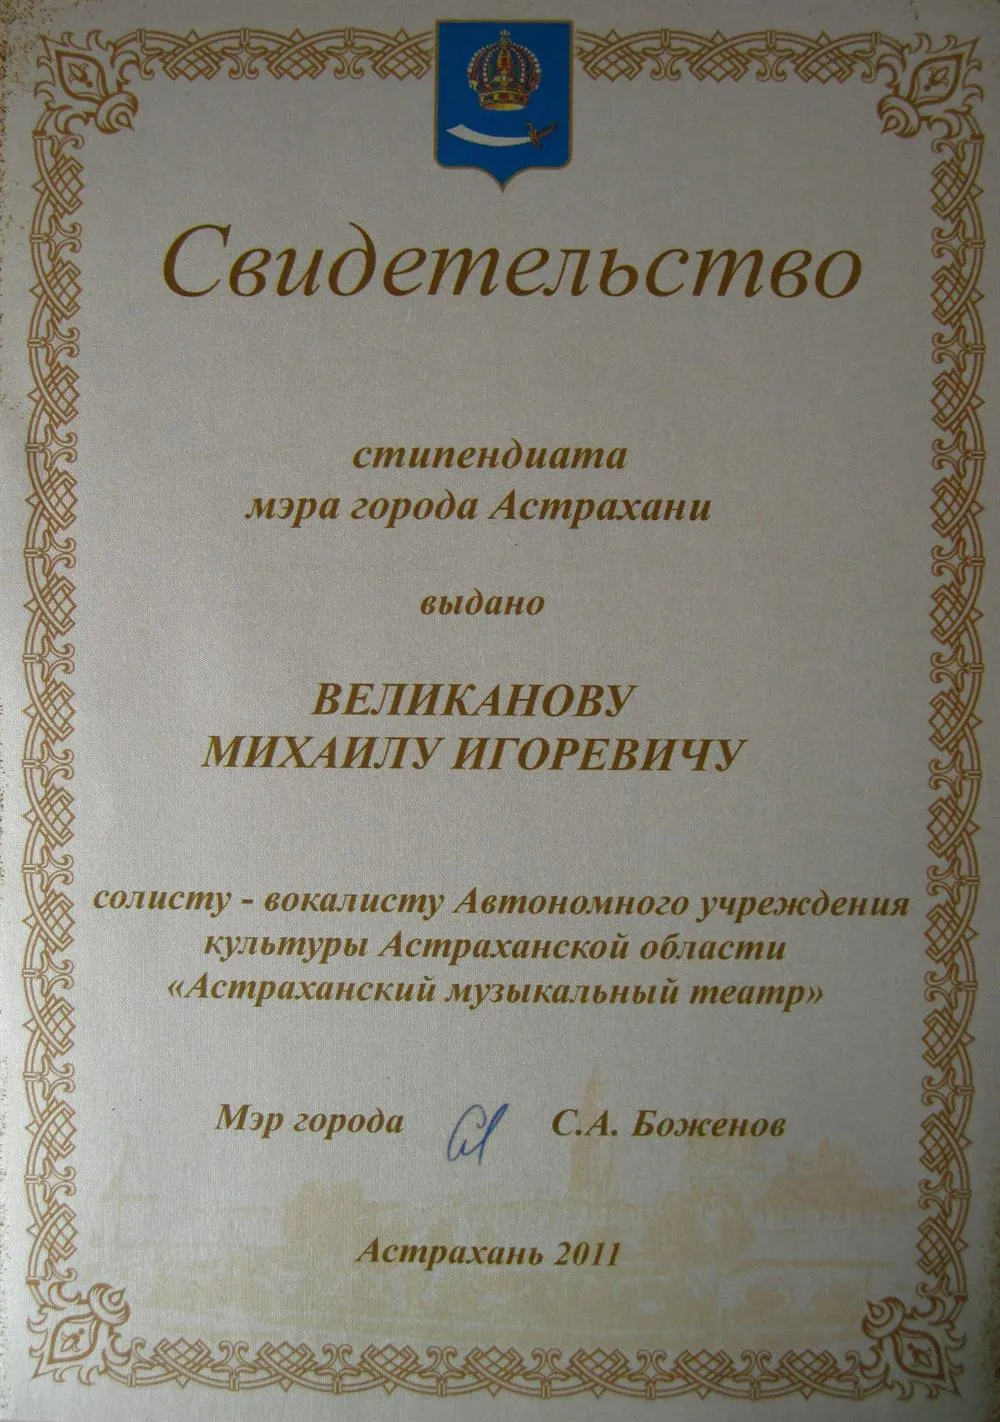 Свидетельство
стипендиата
мэра города Астрахани
выдано
ВЕЛИКАНОВУ
МИХАИЛУ ИГОРЕВИЧУ
солисту - вокалисту Автономного учреждения
культуры Астраханской области
«Астраханский музыкальный театр»
Мэр города С.А. Боженов
Астрахань 2011